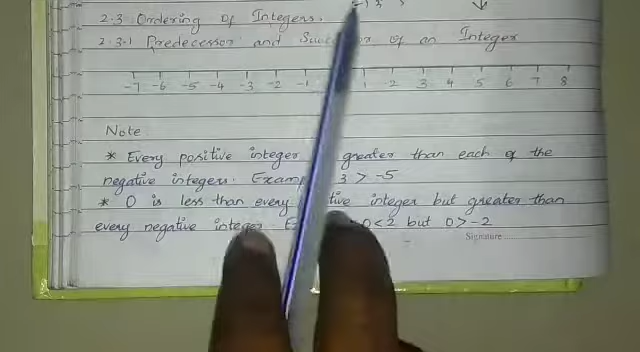 2.3 Ordering Of Integers.
2.3.1 Predecessor and of an Integer
-7 -6 -5 -4 -3 -2 -1 1 2 3 4 5 6 7 8
Note
* Every positive integer greater than each of the
negative integers. 3 > -5
* 0 is less than every integer but greater than
every negative integer 0<2 but 0>-2
Signature